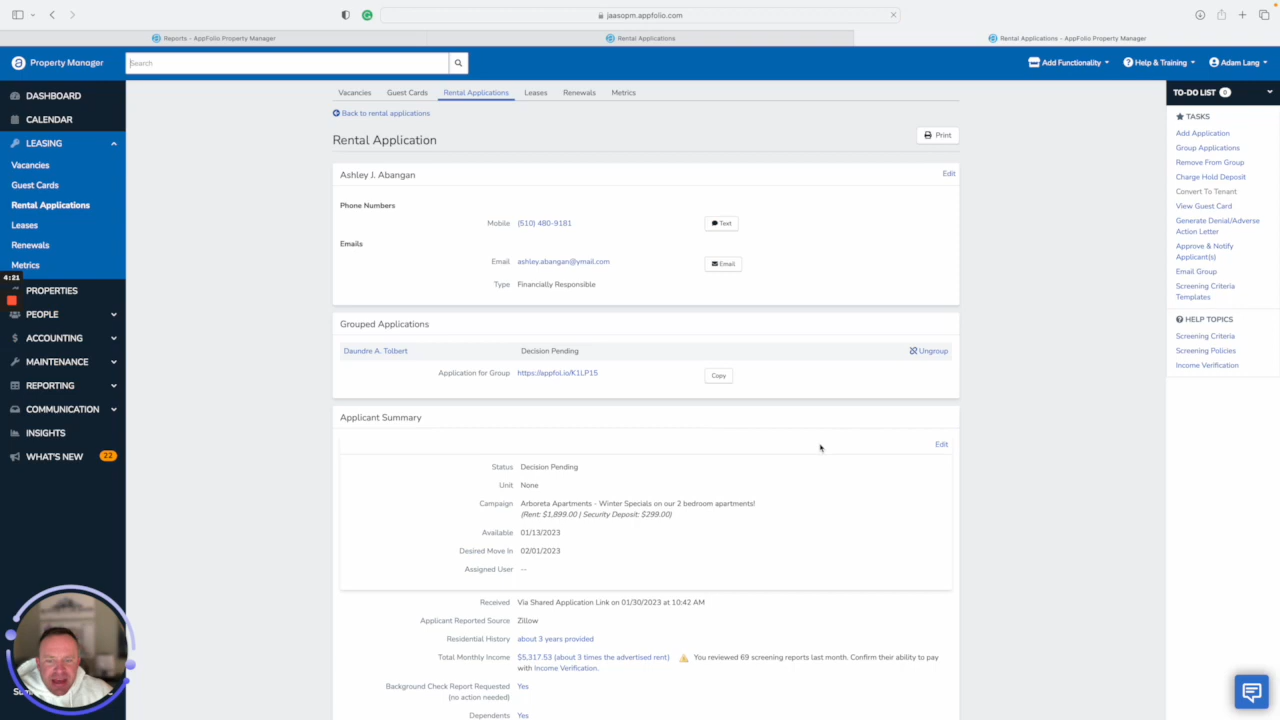 jaasopm.appfolio.com
Reports - AppFolio Property Manager
Rental Applications
Rental Applications - AppFolio Property Manager
a Property Manager
Search
Add Functionality
Help & Training
Adam Lang
DASHBOARD
CALENDAR
LEASING
Vacancies
Guest Cards
Rental Applications
Leases
Renewals
Metrics
4:21
PROPERTIES
PEOPLE
ACCOUNTING
MAINTENANCE
REPORTING
COMMUNICATION
INSIGHTS
WHAT'S NEW 22
Vacancies Guest Cards Rental Applications Leases Renewals Metrics
Back to rental applications
Rental Application
Print
Ashley J. Abangan
Edit
Phone Numbers
Mobile (510) 480-9181 Text
Emails
Email ashley.abangan@ymail.com Email
Type Financially Responsible
Grouped Applications
Daundre A. Tolbert Decision Pending Ungroup
Application for Group https://appfol.io/K1LP15 Copy
Applicant Summary
Edit
Status Decision Pending
Unit None
Campaign Arboreta Apartments - Winter Specials on our 2 bedroom apartments!
(Rent: $1,899.00 | Security Deposit: $299.00)
Available 01/13/2023
Desired Move In 02/01/2023
Assigned User --
Received Via Shared Application Link on 01/30/2023 at 10:42 AM
Applicant Reported Source Zillow
Residential History about 3 years provided
Total Monthly Income $5,317.53 (about 3 times the advertised rent) You reviewed 69 screening reports last month. Confirm their ability to pay
with Income Verification.
Background Check Report Requested Yes
(no action needed)
Dependents Yes
TO-DO LIST 0
TASKS
Add Application
Group Applications
Remove From Group
Charge Hold Deposit
Convert To Tenant
View Guest Card
Generate Denial/Adverse
Action Letter
Approve & Notify
Applicant(s)
Email Group
Screening Criteria
Templates
HELP TOPICS
Screening Criteria
Screening Policies
Income Verification